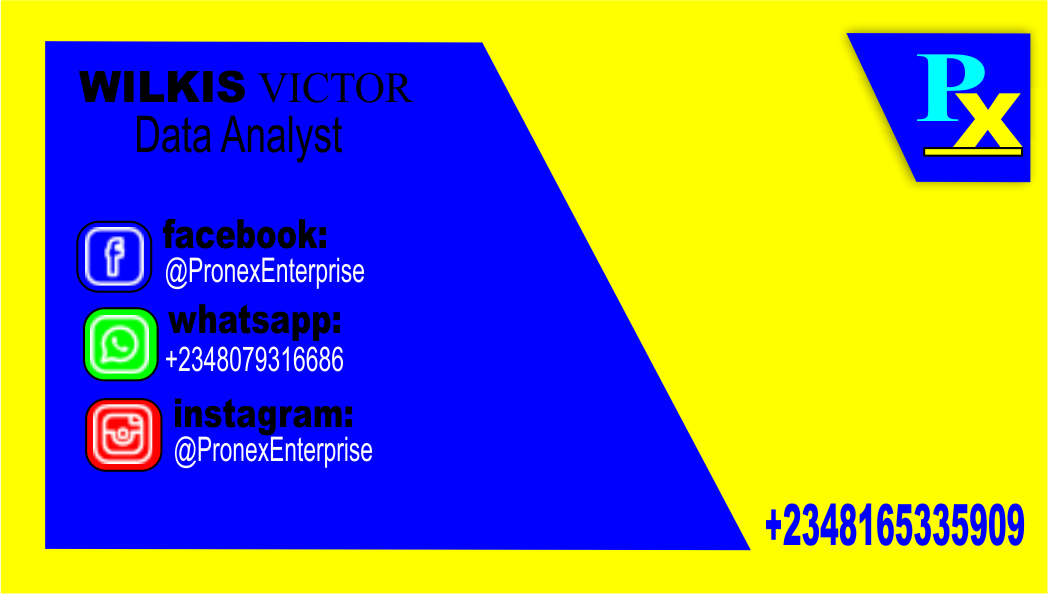 WILKIS VICTOR
Data Analyst
Px
facebook:
@PronexEnterprise
whatsapp:
+2348079316686
instagram:
@PronexEnterprise
+2348165335909